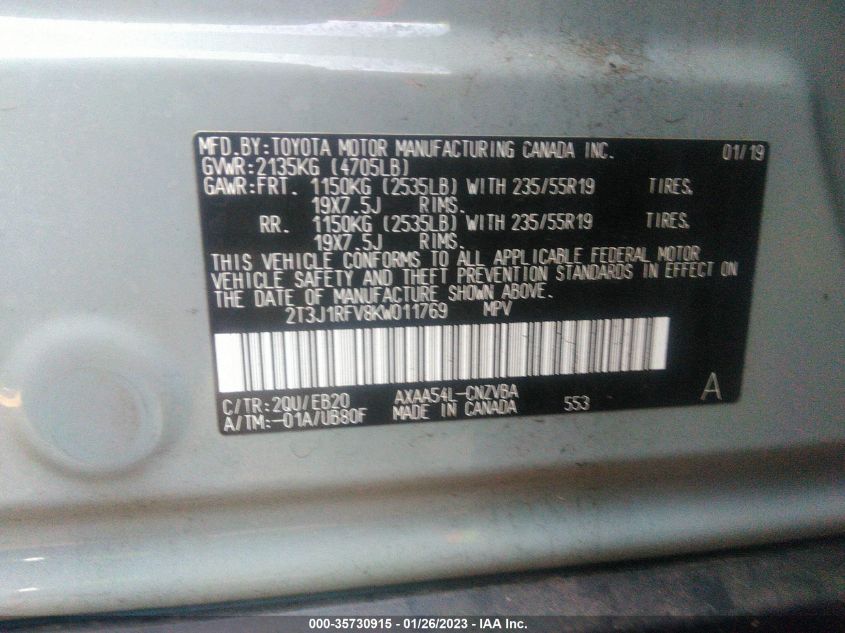 MFD.BY:TOYOTA MOTOR MANUFACTURING CANADA INC. 01/19
GVWR:2135KG (4705LB)
GAWR:FRT. 1150KG (2535LB) WITH 235/55R19 TIRES.
19X7.5J RIMS.
RR. 1150KG (2535LB) WITH 235/55R19 TIRES.
19X7.5J RIMS.
THIS VEHICLE CONFORMS TO ALL APPLICABLE FEDERAL MOTOR
VEHICLE SAFETY AND THEFT PREVENTION STANDARDS IN EFFECT ON
THE DATE OF MANUFACTURE SHOWN ABOVE.
2T3J1RFV8KW011769 MPV
C/TR:2QU/EB20 AXAA54L-CNZVBA A
A/TM:-01A/UB80F MADE IN CANADA 553
000-35730915 - 01/26/2023 - IAA Inc.